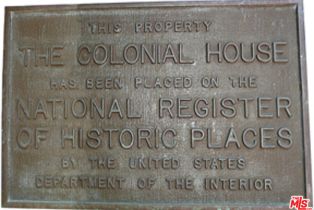 THIS PROPERTY
THE COLONIAL HOUSE
HAS BEEN PLACED ON THE
NATIONAL REGISTER
OF HISTORIC PLACES
BY THE UNITED STATES
DEPARTMENT OF THE INTERIOR
MLS